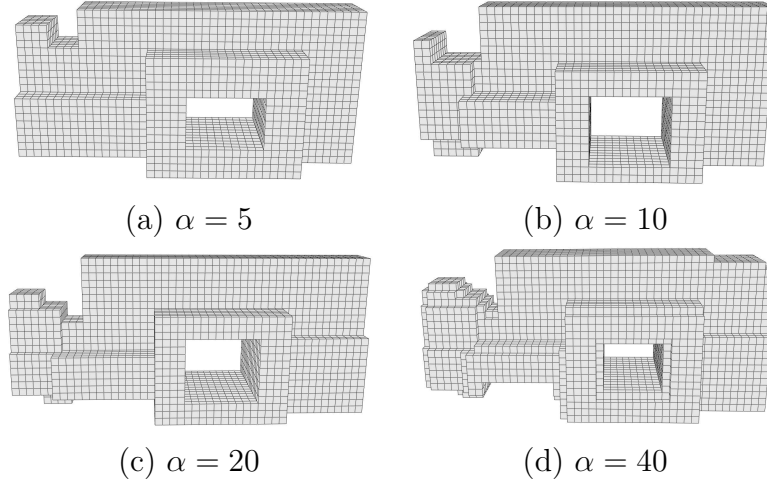 (a) α = 5
(b) α = 10
(c) α = 20
(d) α = 40